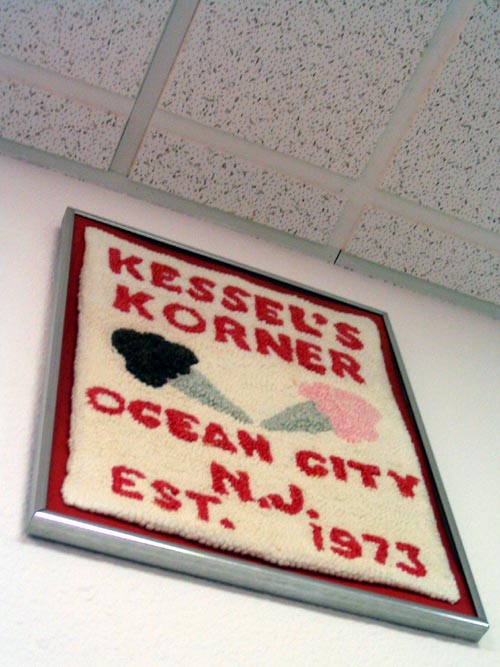 KESSEL'S
KORNER
OCEAN CITY
N.J.
EST. 1973